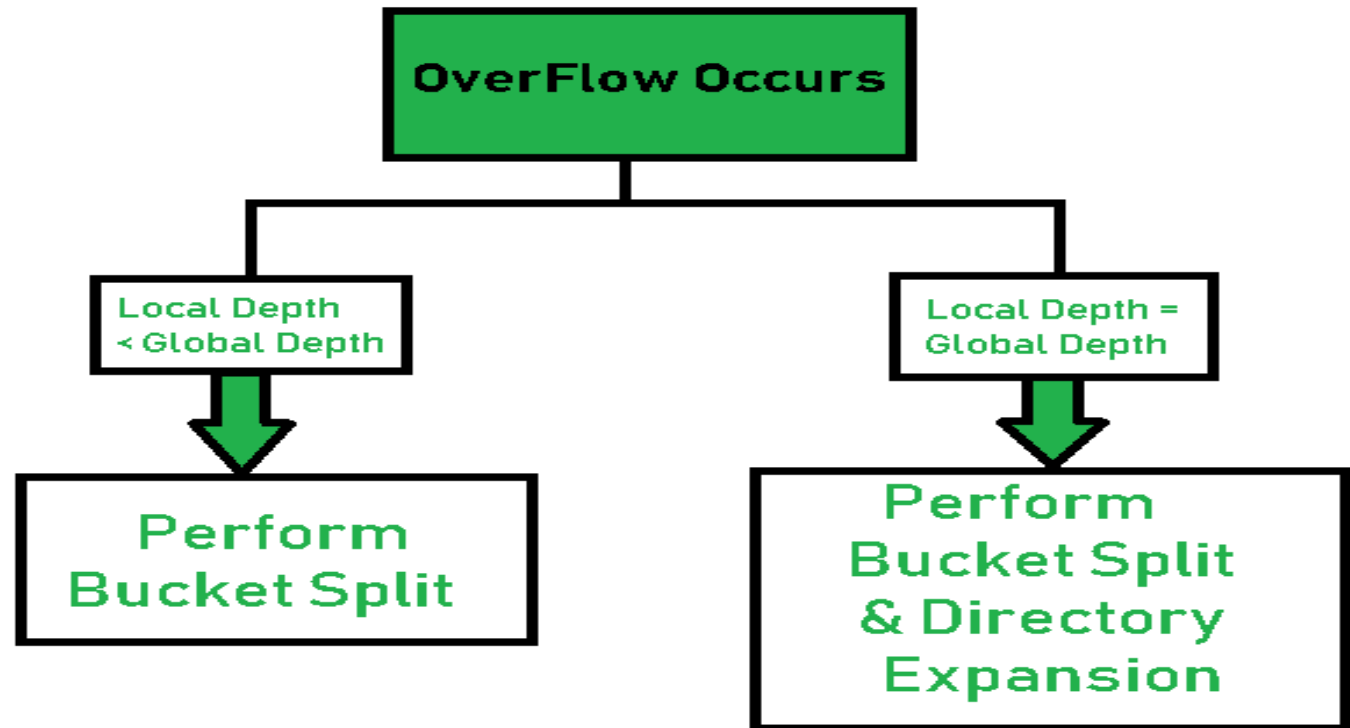 OverFlow Occurs
Local Depth
< Global Depth
Local Depth =
Global Depth
Perform
Bucket Split
Perform
Bucket Split
& Directory
Expansion